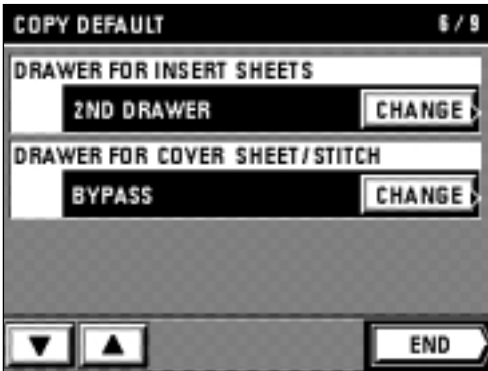 COPY DEFAULT 6/9
DRAWER FOR INSERT SHEETS
2ND DRAWER CHANGE
DRAWER FOR COVER SHEET/STITCH
BYPASS CHANGE
END